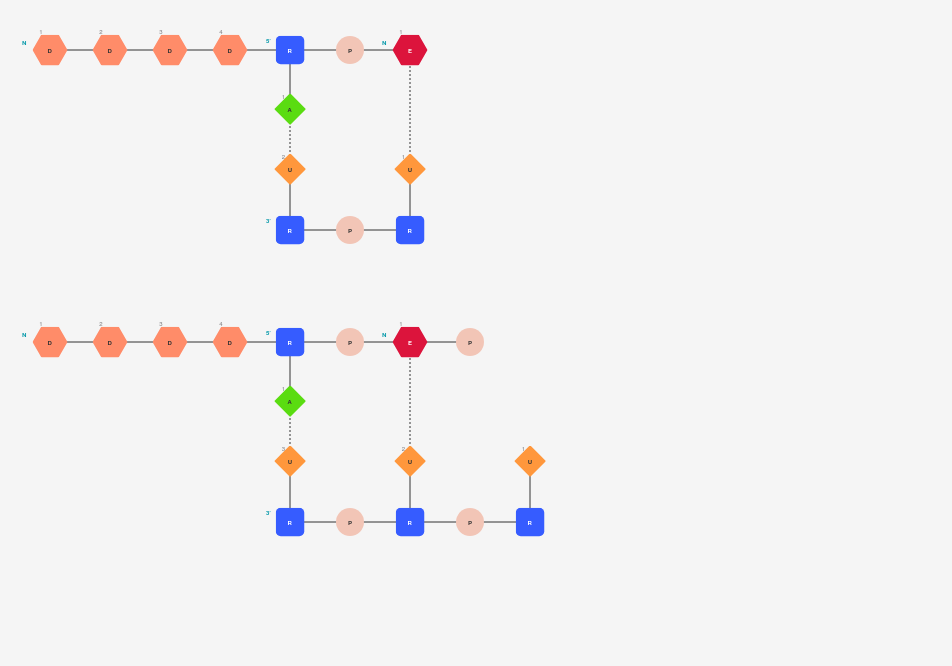 1 2 3 4 1
N D D D D 5' R P N E
1
A
2 1
U U
3' R P R
1 2 3 4 1
N D D D D 5' R P N E P
1
A
3 2 1
U U U
3' R P R P R